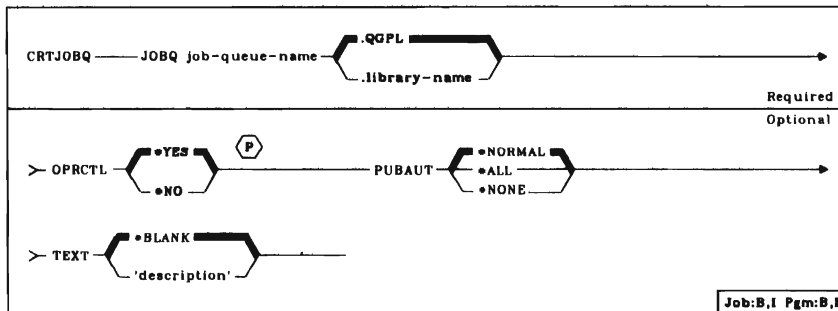 .QGPL
CRTJOBQ JOBQ job-queue-name
.library-name
Required
Optional
P
•YES •NORMAL
OPRCTL PUBAUT •ALL
•NO •NONE
•BLANK
TEXT
'description'
Job:B,I Pgm:B,I